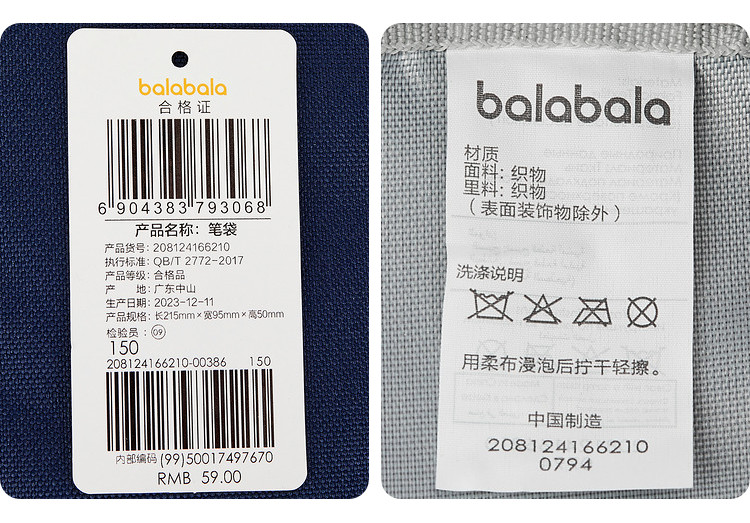 balabala
合格证
6 904383 793068
产品名称: 笔袋
产品货号: 208124166210
执行标准: QB/T 2772-2017
产品等级: 合格品
产 地: 广东中山
生产日期: 2023-12-11
产品规格: 长215mm×宽95mm×高50mm
检验员: 09
150
208124166210-00386 150
内部编码 (99)50017497670
RMB 59.00
balabala
材质
面料: 织物
里料: 织物
(表面装饰物除外)
洗涤说明
用柔布漫泡后拧干轻擦。
中国制造
208124166210
0794